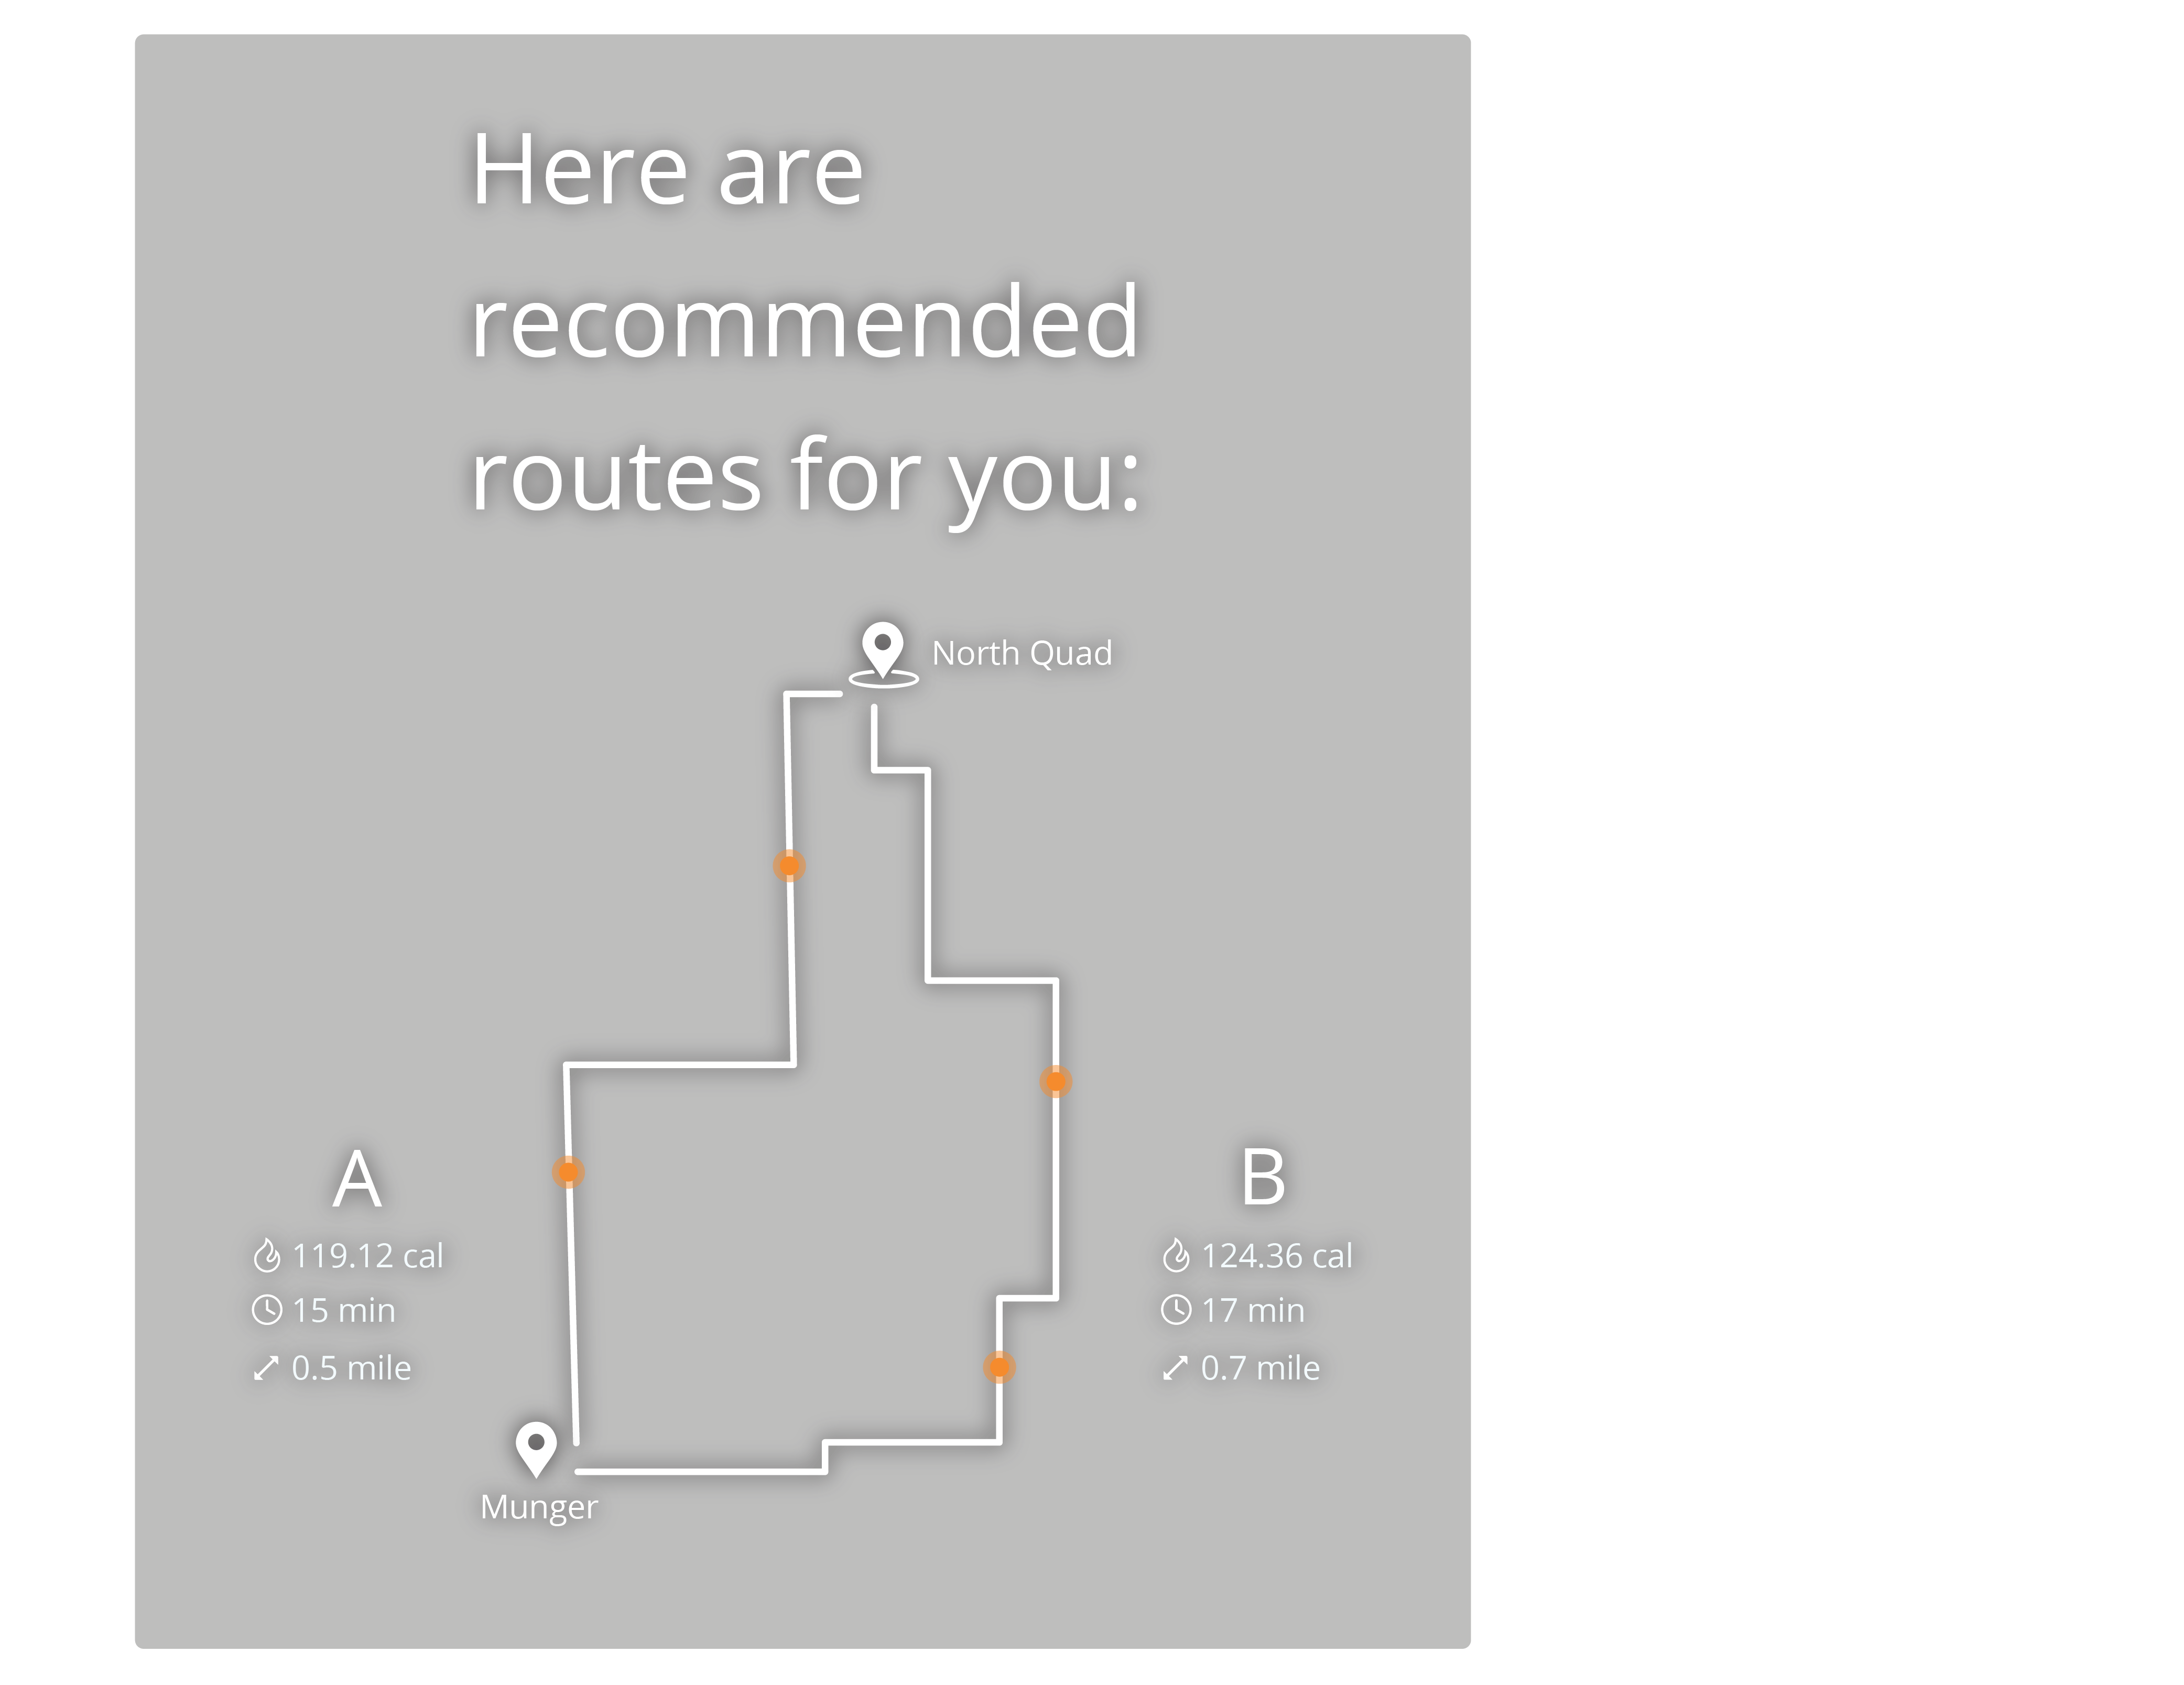 Here are
recommended
routes for you:
North Quad
A
119.12 cal
15 min
0.5 mile
B
124.36 cal
17 min
0.7 mile
Munger